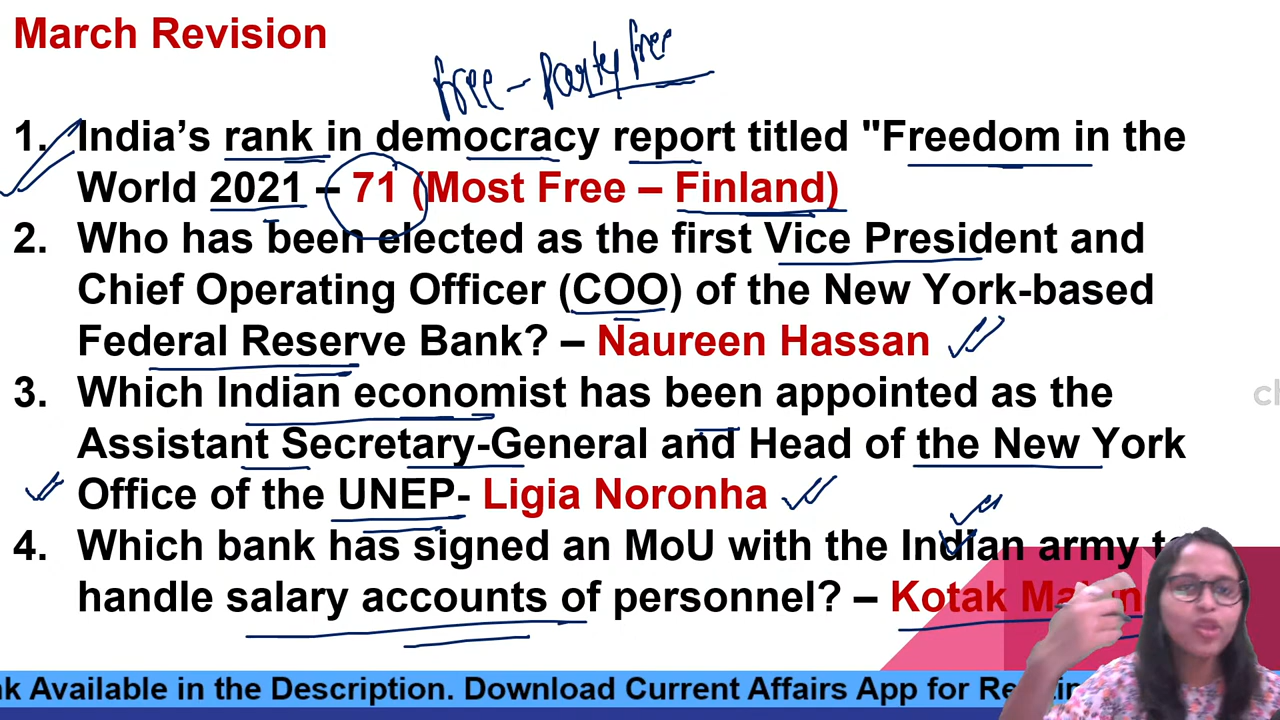 March Revision
free - Partly free
1. India's rank in democracy report titled "Freedom in the
World 2021 – 71 (Most Free – Finland)
2. Who has been elected as the first Vice President and
Chief Operating Officer (COO) of the New York-based
Federal Reserve Bank? – Naureen Hassan
3. Which Indian economist has been appointed as the
Assistant Secretary-General and Head of the New York
Office of the UNEP- Ligia Noronha
4. Which bank has signed an MoU with the Indian army
handle salary accounts of personnel? – Kotak
Available in the Description. Download Current Affairs App for